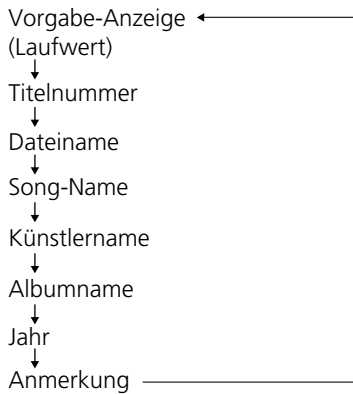 Vorgabe-Anzeige
(Laufwert)
Titelnummer
Dateiname
Song-Name
Künstlername
Albumname
Jahr
Anmerkung